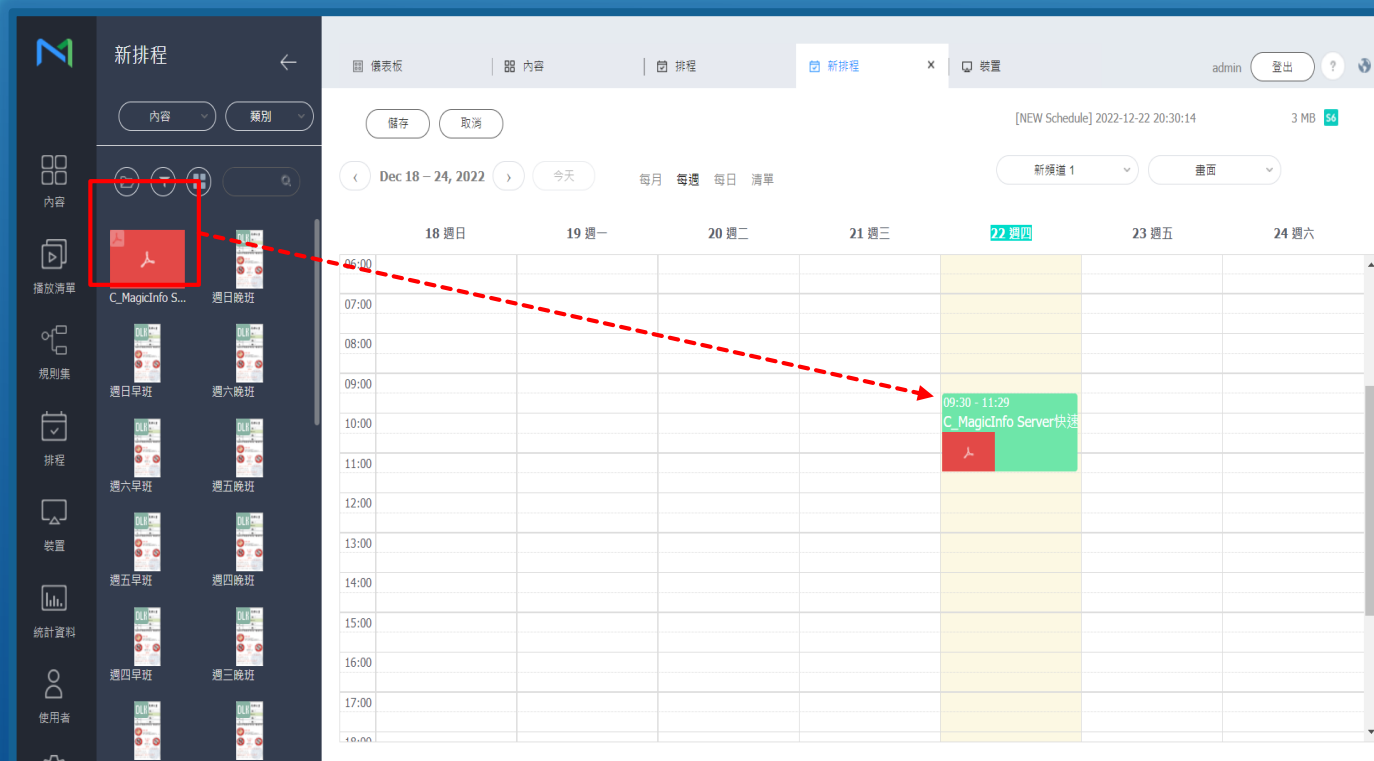 新排程
儀表板
內容
排程
新排程
x
裝置
admin
登出
?
內容
類別
儲存
取消
[NEW Schedule] 2022-12-22 20:30:14
3 MB
S6
Dec 18 – 24, 2022
今天
每月
每週
每日
清單
新頻道 1
畫面
內容
播放清單
規則集
排程
裝置
統計資料
使用者
C_MagicInfo S...
週日晚班
週日早班
週六晚班
週六早班
週五晚班
週五早班
週四晚班
週四早班
週三晚班
18 週日
19 週一
20 週二
21 週三
22 週四
23 週五
24 週六
06:00
07:00
08:00
09:00
10:00
11:00
12:00
13:00
14:00
15:00
16:00
17:00
18:00
09:30 - 11:29
C_MagicInfo Server快速